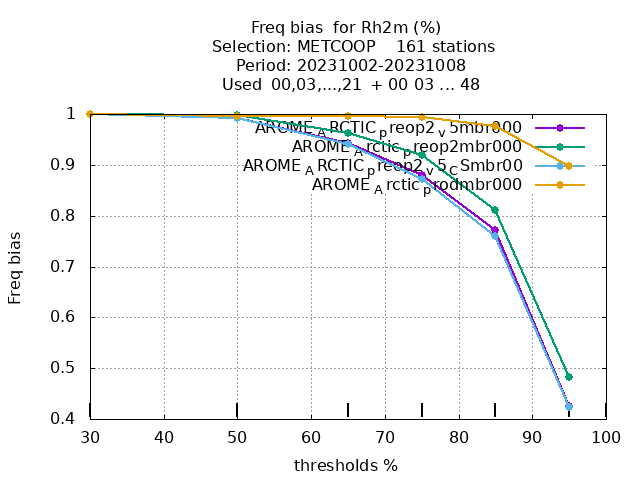 Freq bias  for Rh2m (%)
Selection: METCOOP    161 stations
Period: 20231002-20231008
Used  00,03,...,21  + 00 03 ... 48
AROME_ARCTIC_preop2_v5mbr000
AROME_Arctic_preop2mbr000
AROME_ARCTIC_preop2_v5_CSmbr00
AROME_Arctic_prodmbr000
1
0.9
0.8
0.7
0.6
0.5
0.4
Freq bias
30 40 50 60 70 80 90 100
thresholds %